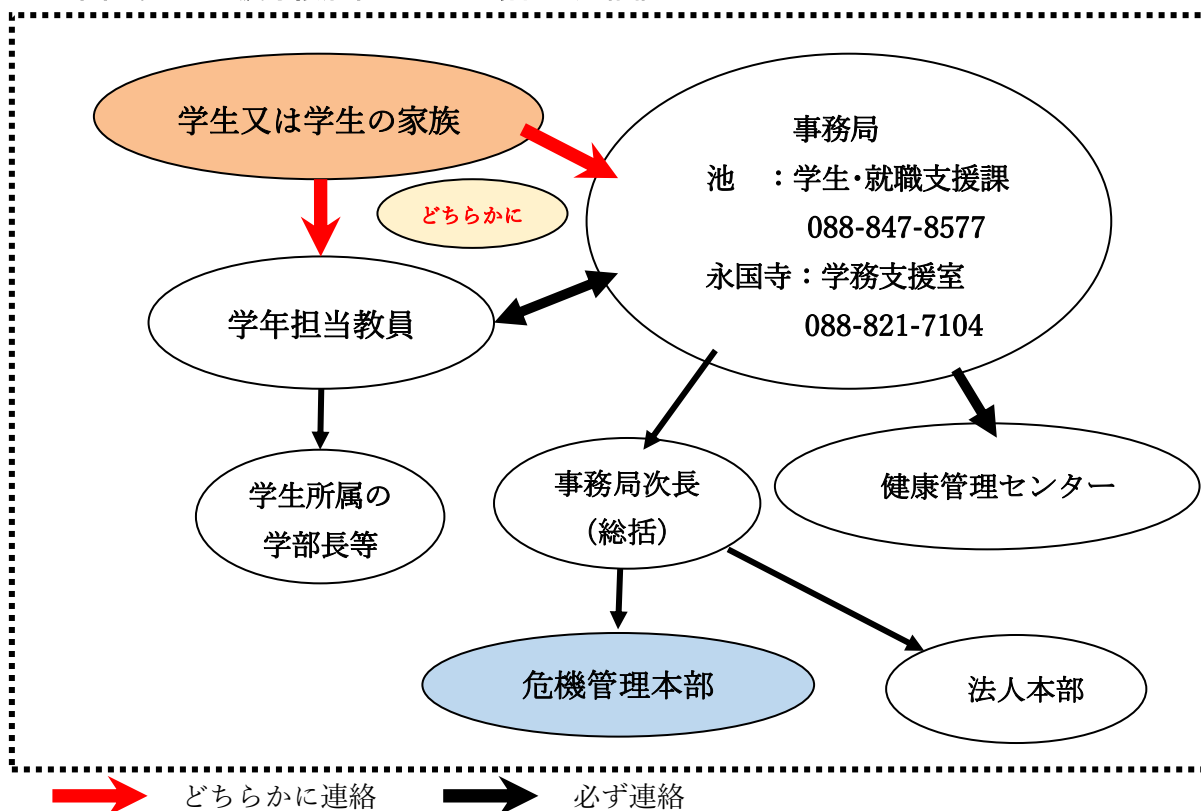 学生又は学生の家族
どちらかに
事務局
池　：学生・就職支援課
088-847-8577
永国寺：学務支援室
088-821-7104
学年担当教員
学生所属の
学部長等
事務局次長
(総括)
健康管理センター
危機管理本部
法人本部
どちらかに連絡
必ず連絡